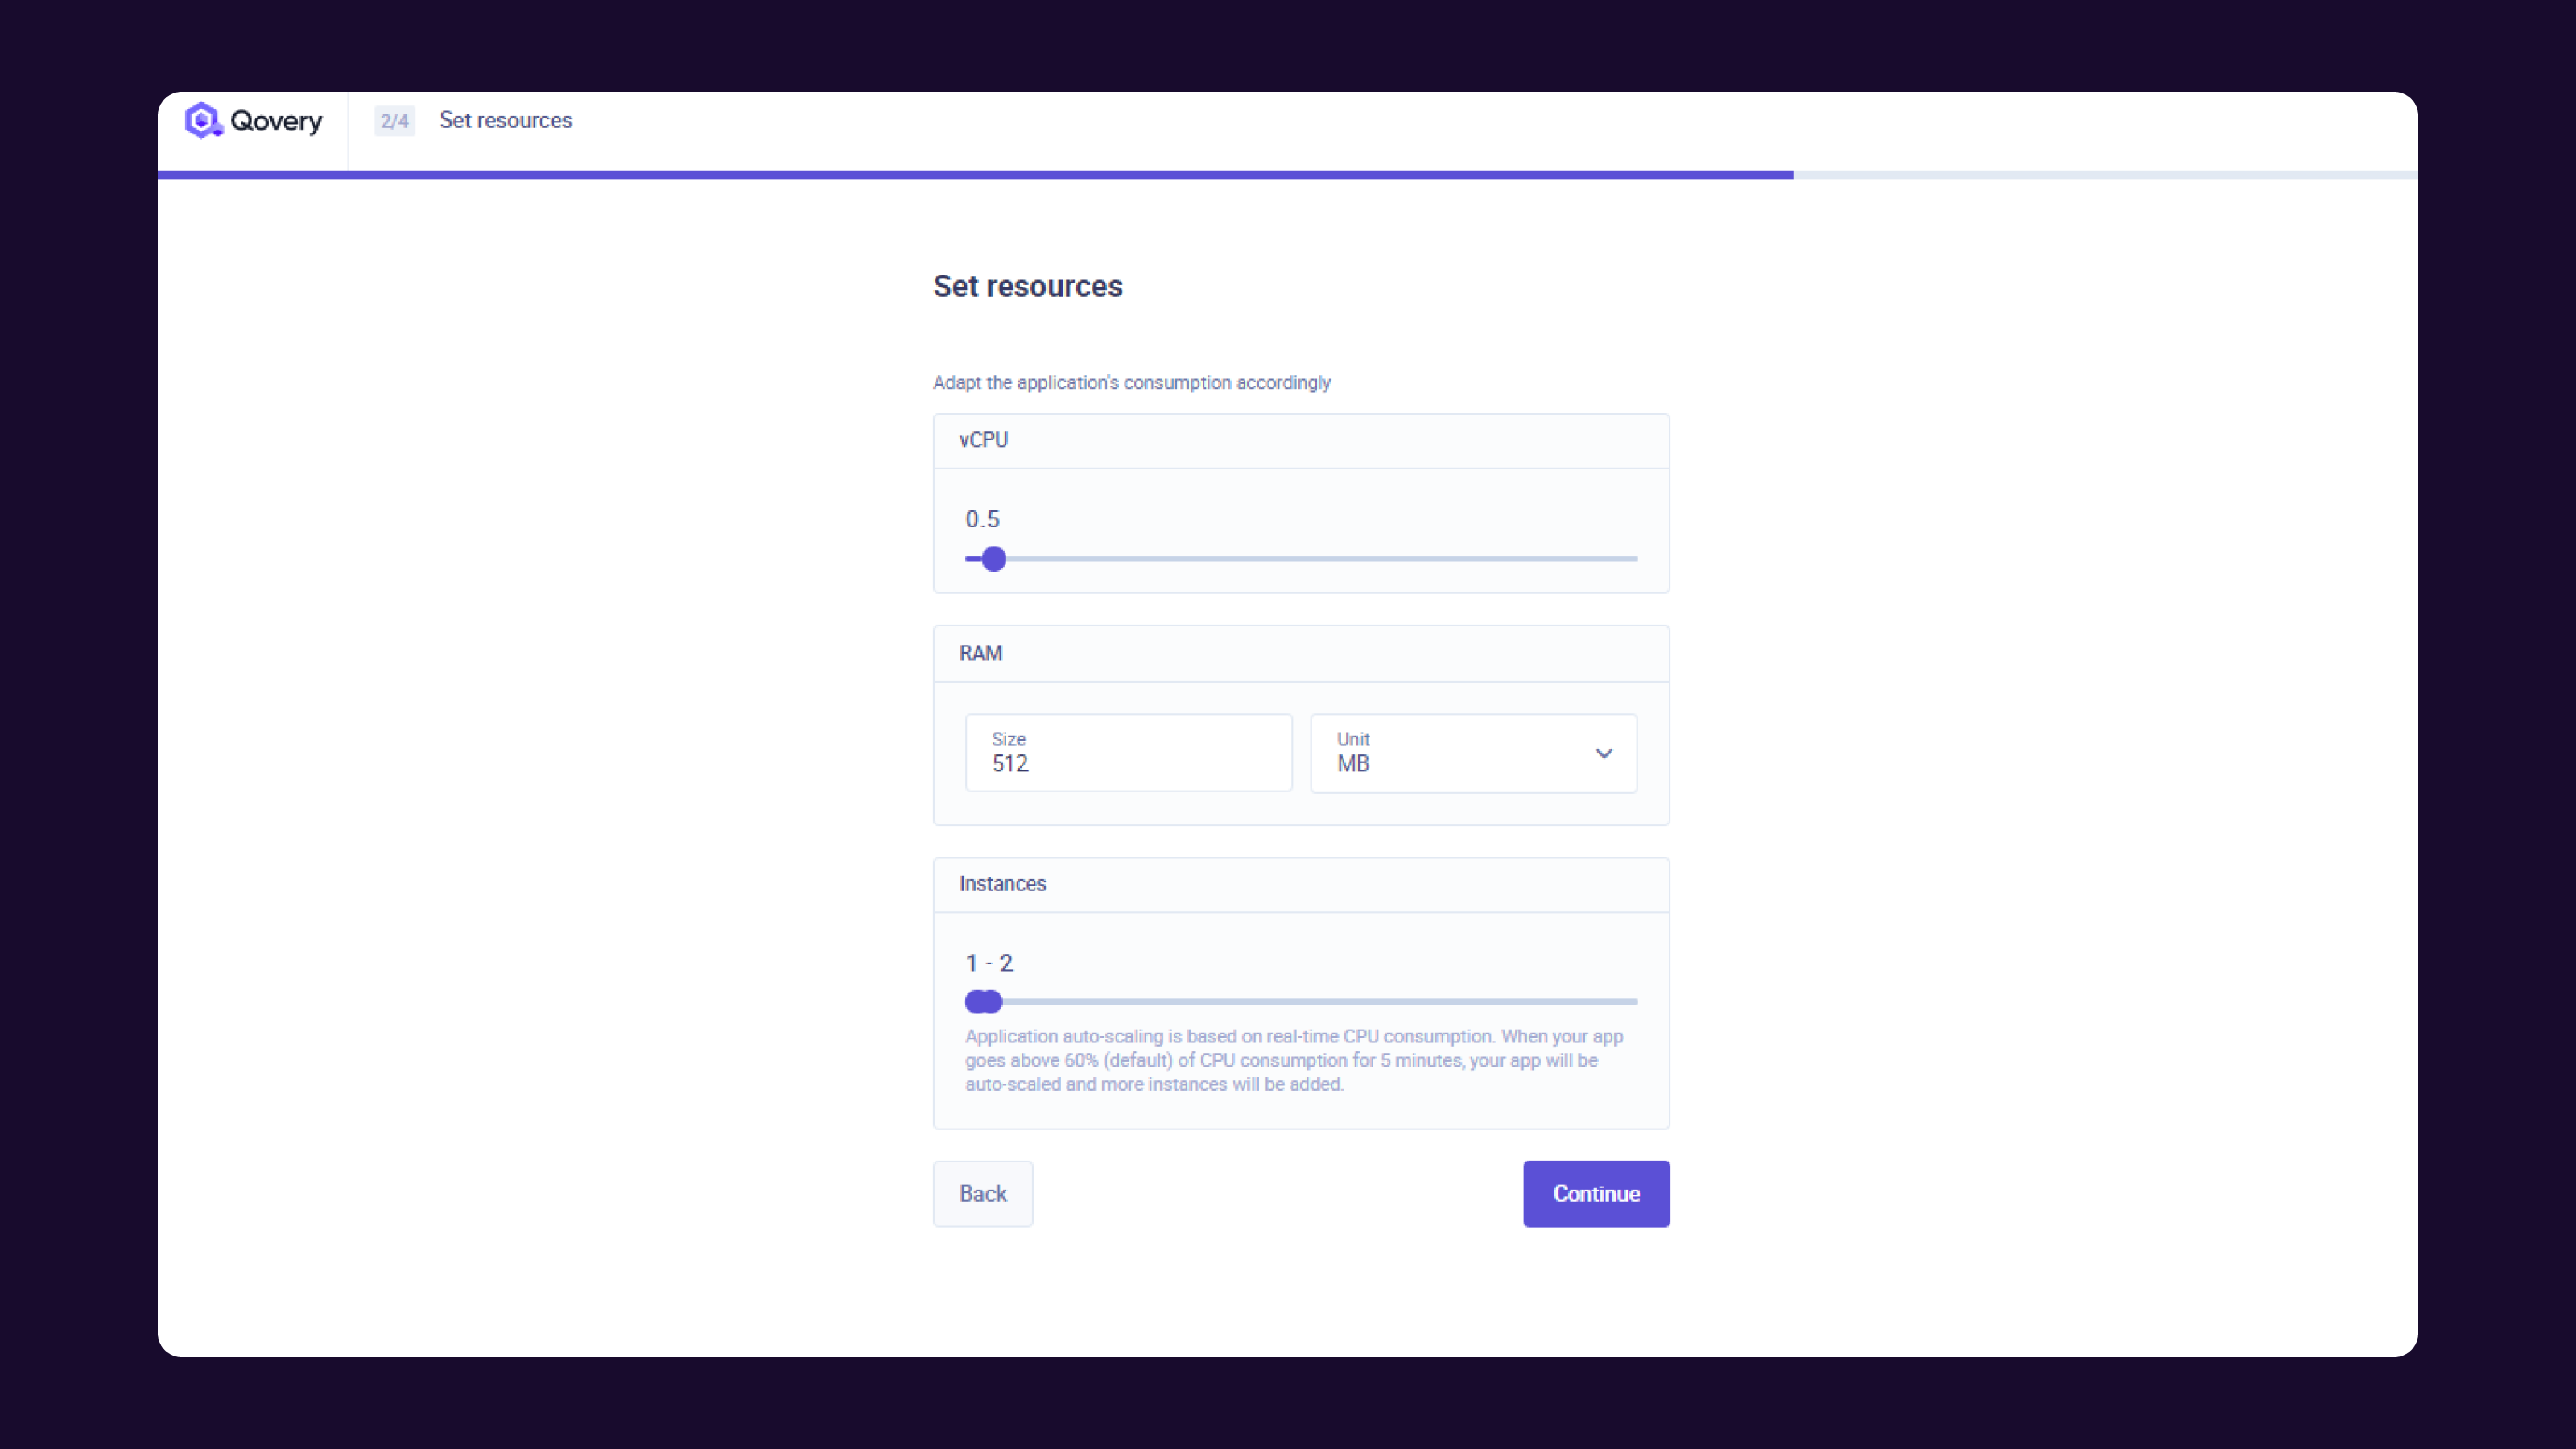 Qovery
2/4
Set resources
Set resources
Adapt the application's consumption accordingly
vCPU
0.5
RAM
Size
512
Unit
MB
Instances
1 - 2
Application auto-scaling is based on real-time CPU consumption. When your app
goes above 60% (default) of CPU consumption for 5 minutes, your app will be
auto-scaled and more instances will be added.
Back
Continue